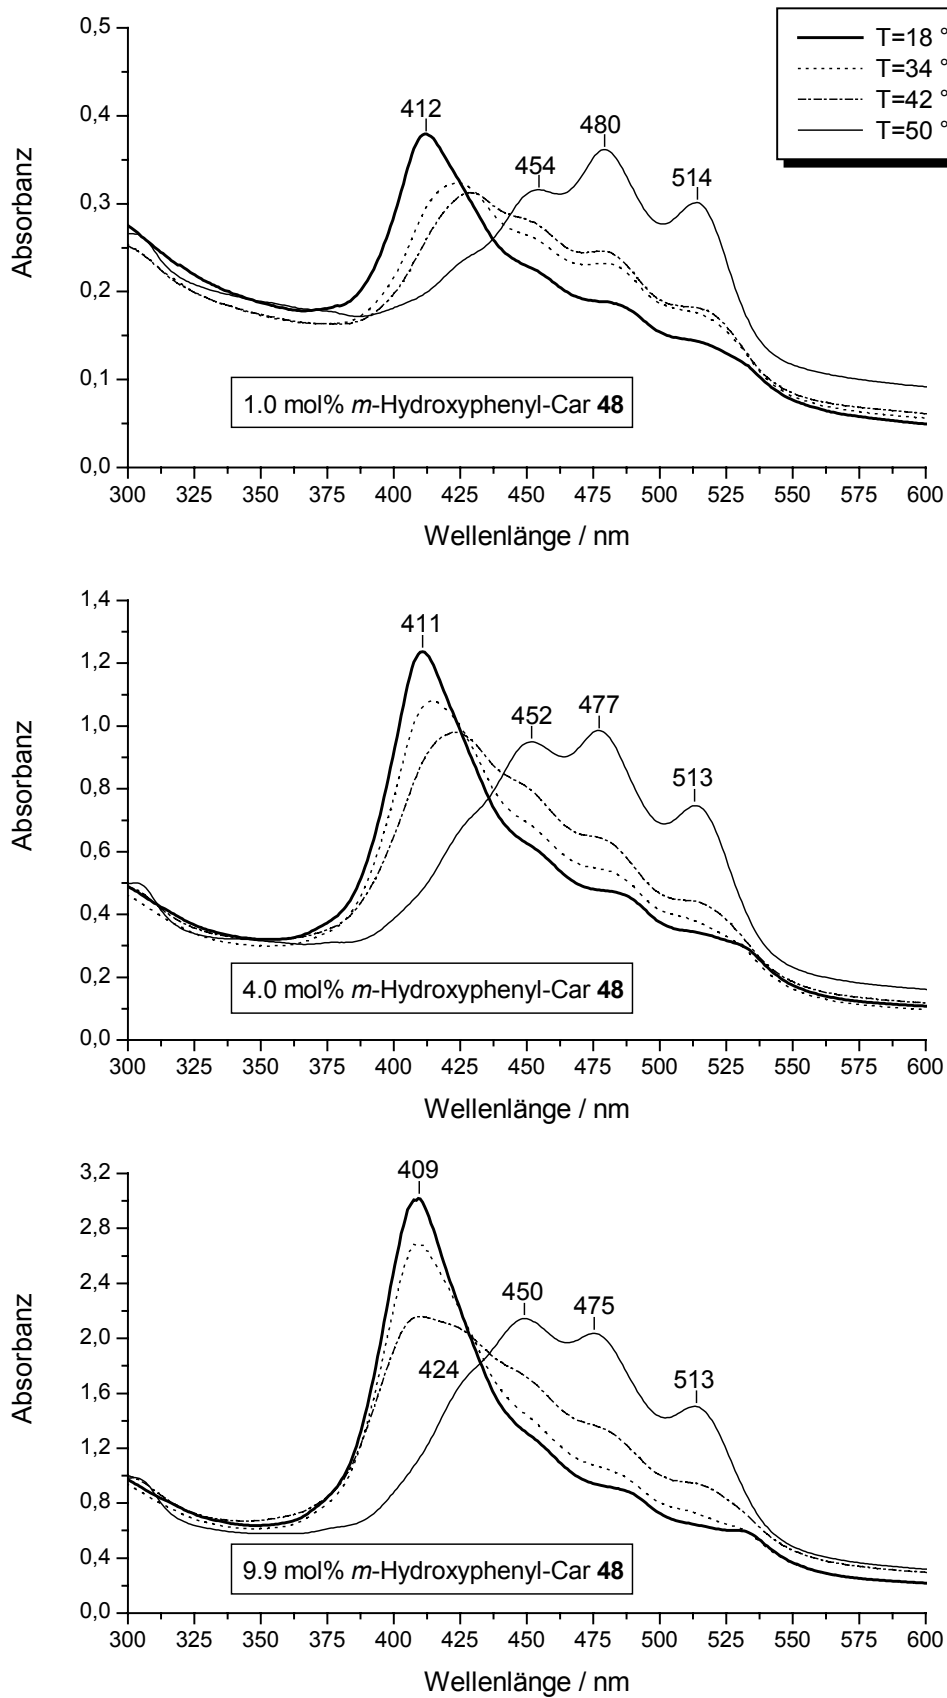 T=18 °
T=34 °
T=42 °
T=50 °
0,5
0,4
0,3
0,2
0,1
0,0
Absorbanz
412
454
480
514
1.0 mol% m-Hydroxyphenyl-Car 48
300 325 350 375 400 425 450 475 500 525 550 575 600
Wellenlänge / nm
1,4
1,2
1,0
0,8
0,6
0,4
0,2
0,0
Absorbanz
411
452
477
513
4.0 mol% m-Hydroxyphenyl-Car 48
300 325 350 375 400 425 450 475 500 525 550 575 600
Wellenlänge / nm
3,2
2,8
2,4
2,0
1,6
1,2
0,8
0,4
0,0
Absorbanz
409
424
450
475
513
9.9 mol% m-Hydroxyphenyl-Car 48
300 325 350 375 400 425 450 475 500 525 550 575 600
Wellenlänge / nm